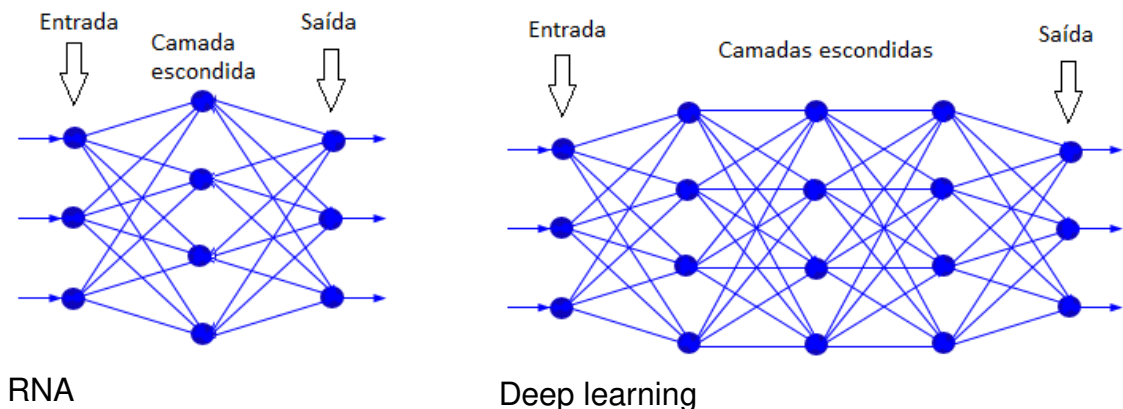 Entrada
Camada
escondida
Saída
RNA
Entrada
Camadas escondidas
Saída
Deep learning